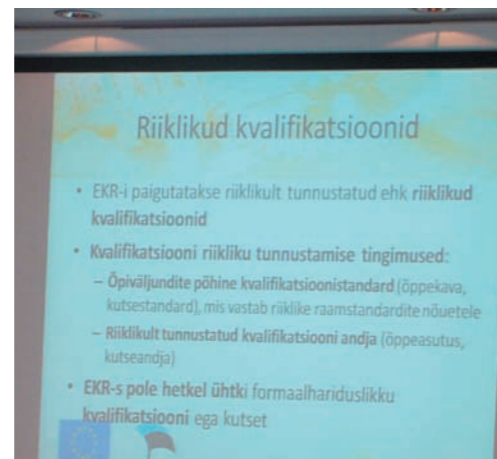 Riiklikud kvalifikatsioonid
• EKR-i paigutatakse riiklikult tunnustatud ehk riiklikud
kvalifikatsioonid
• Kvalifikatsiooni riikliku tunnustamise tingimused:
– Õpiväljundite põhine kvalifikatsioonistandard (õppekava,
kutsestandard), mis vastab riiklike raamstandardite nõuetele
– Riiklikult tunnustatud kvalifikatsiooni andja (õppeasutus,
kutseandja)
• EKR-s pole hetkel ühtki formaalhariduslikku
kvalifikatsiooni ega kutset